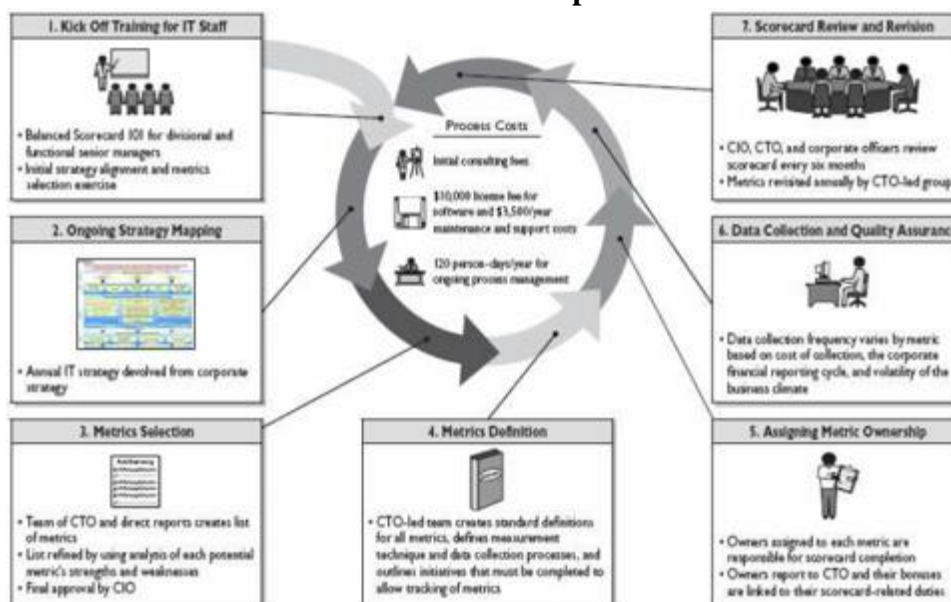 1. Kick Off Training for IT Staff
• Balanced Scorecard 101 for divisional and
functional senior managers
• Initial strategy alignment and metrics
selection exercise
2. Ongoing Strategy Mapping
• Annual IT strategy devolved from corporate
strategy
3. Metrics Selection
• Team of CTO and direct reports creates list
of metrics
• List refined by using analysis of each potential
metric's strengths and weaknesses
• Final approval by CIO
4. Metrics Definition
• CTO-led team creates standard definitions
for all metrics, defines measurement
technique and data collection processes, and
outlines initiatives that must be completed to
allow tracking of metrics
5. Assigning Metric Ownership
• Owners assigned to each metric are
responsible for scorecard completion
• Owners report to CTO and their bonuses
are linked to their scorecard-related duties
6. Data Collection and Quality Assurance
• Data collection frequency varies by metric
based on cost of collection, the corporate
financial reporting cycle, and volatility of the
business climate
7. Scorecard Review and Revision
• CIO, CTO, and corporate officers review
scorecard every six months
• Metrics revisited annually by CTO-led group
Process Costs
Initial consulting fees
$10,000 license fee for
software and $3,500/year
maintenance and support costs
120 person-days/year for
ongoing process management